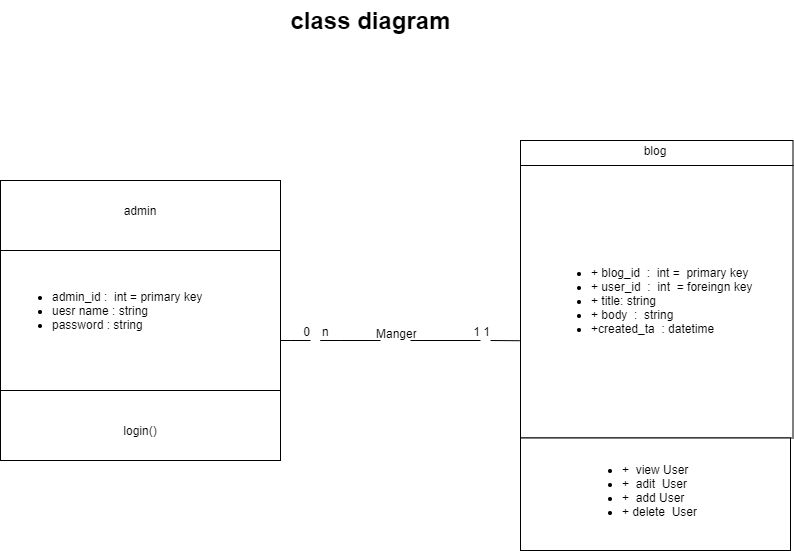 class diagram
blog
admin
admin_id : int = primary key
uesr name : string
password : string
+ blog_id : int = primary key
+ user_id : int = foreingn key
+ title: string
+ body : string
+created_ta : datetime
0 n Manger 1 1
login()
+ view User
+ adit User
+ add User
+ delete User